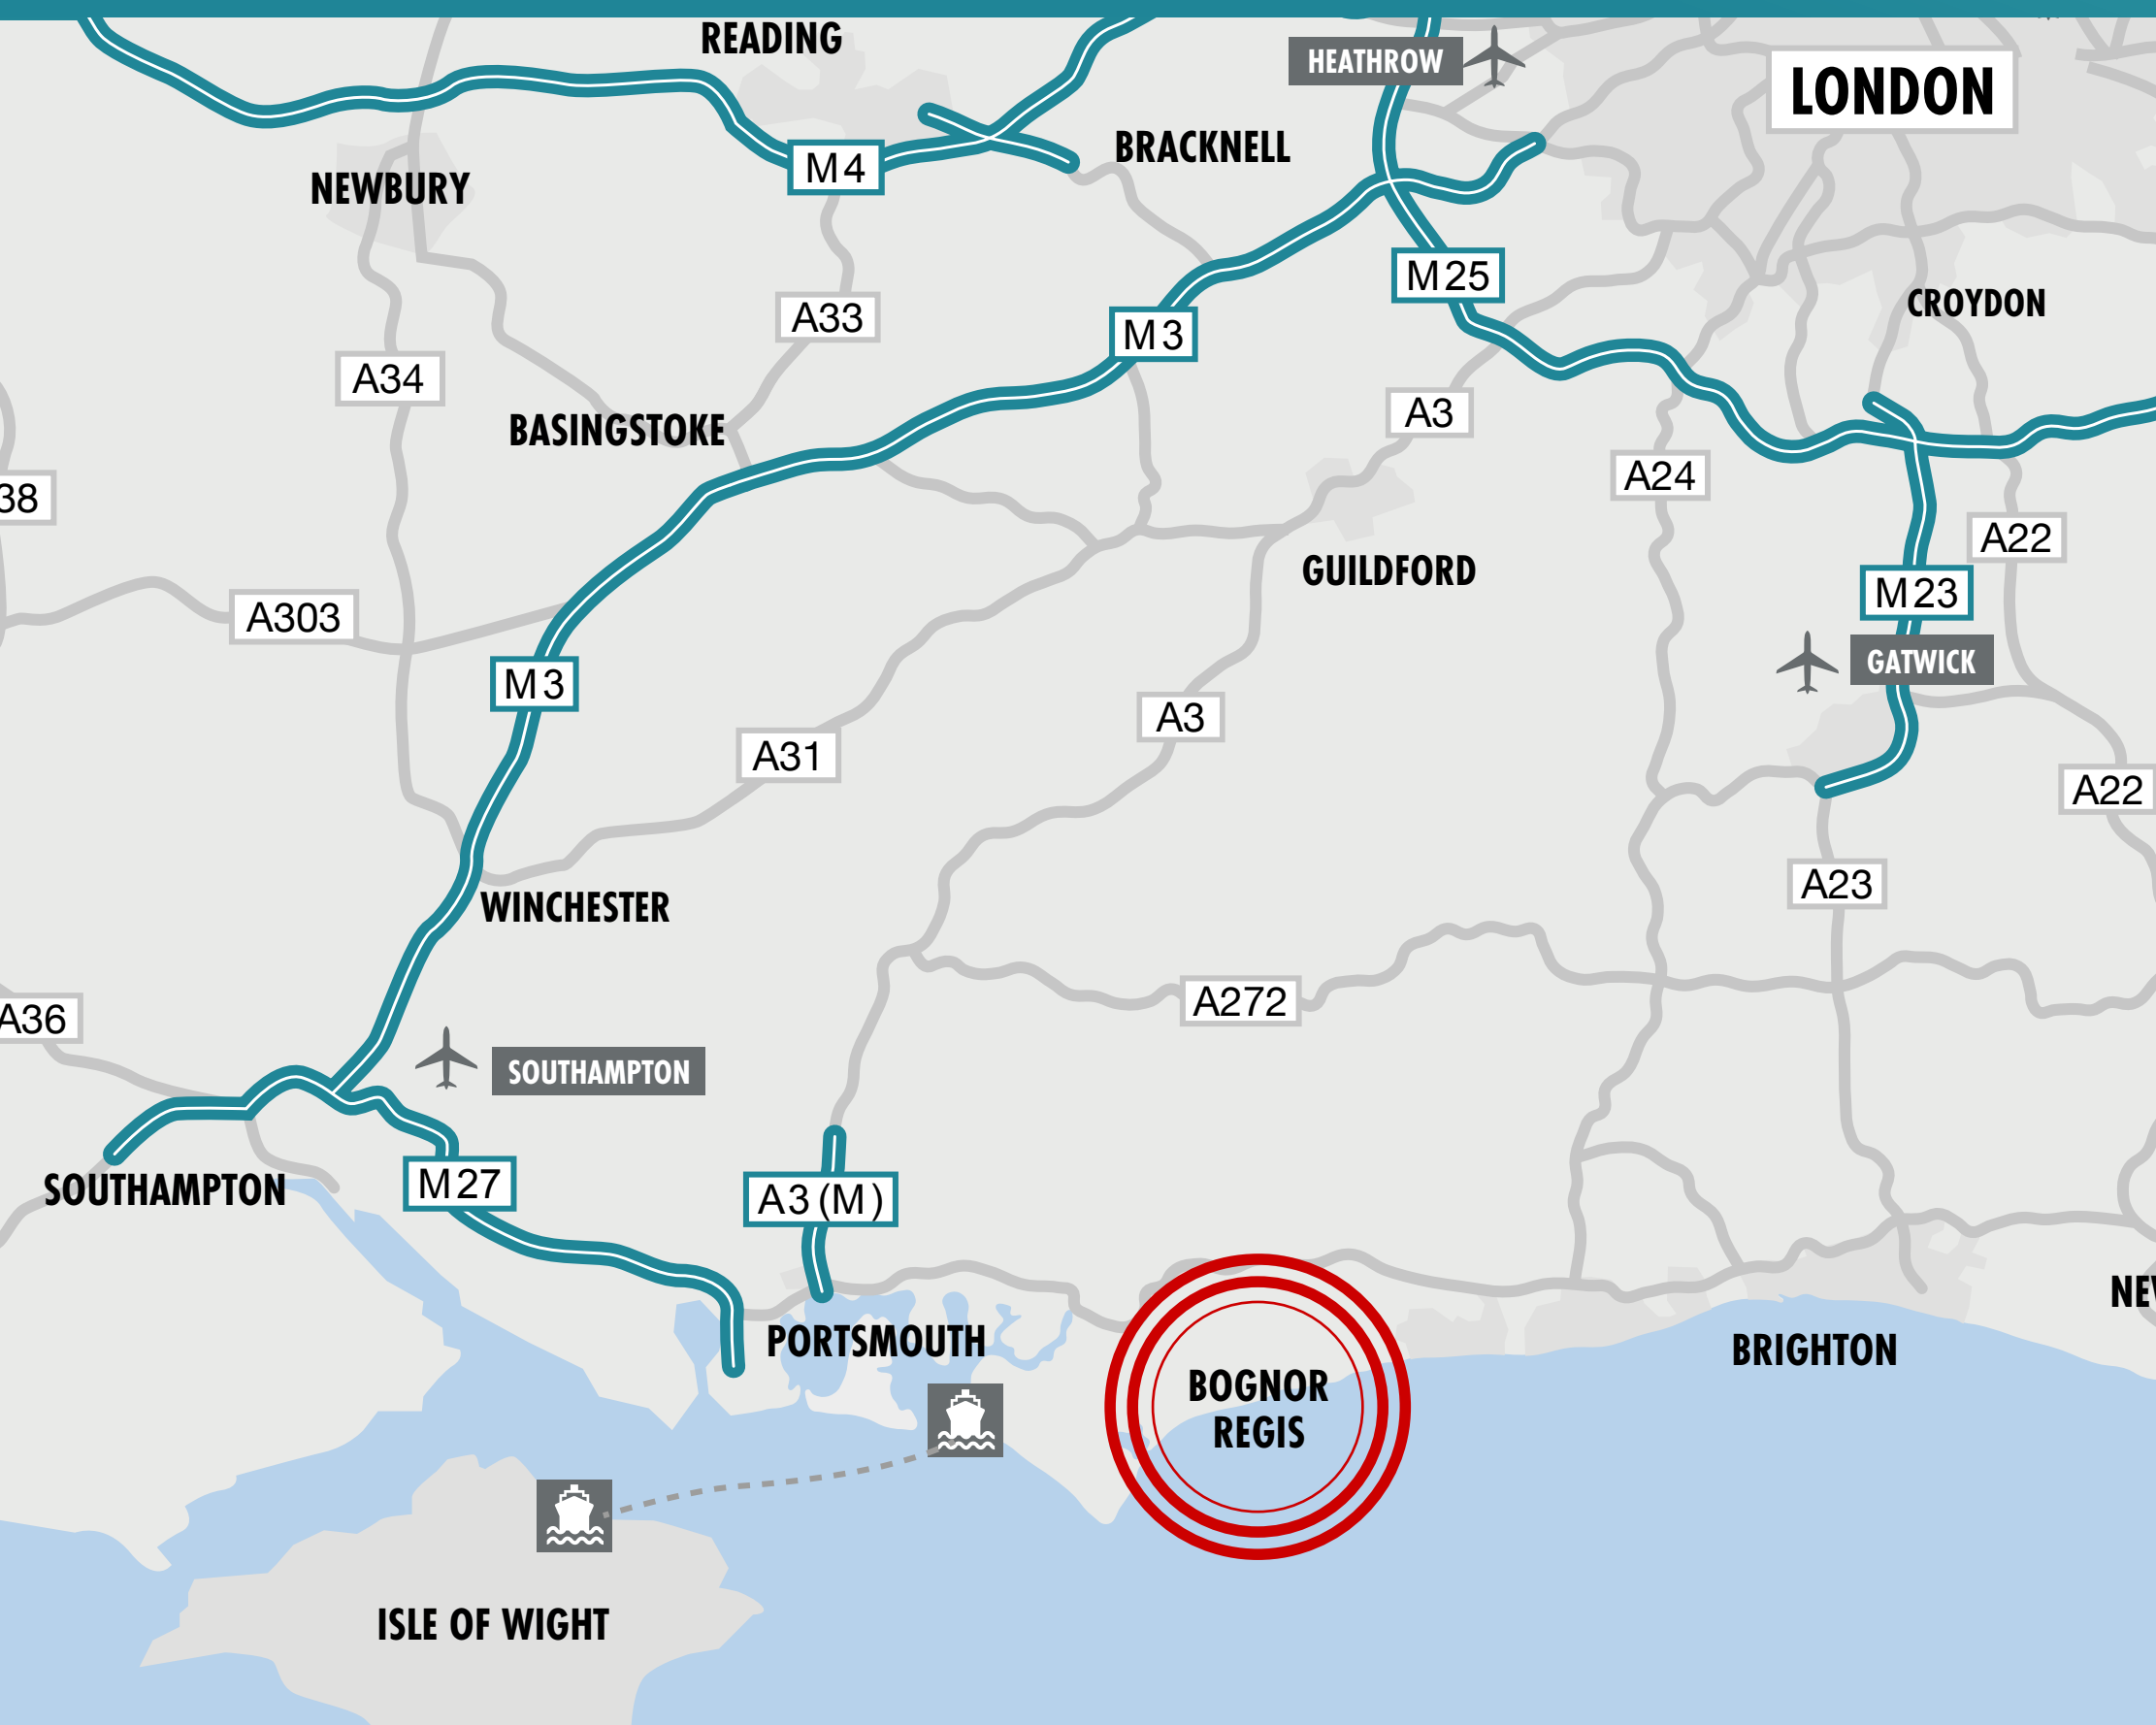 READING
HEATHROW
LONDON
BRACKNELL
M4
NEWBURY
M25
CROYDON
A33
M3
A34
A3
BASINGSTOKE
A24
38
A22
GUILDFORD
M23
A303
GATWICK
M3
A3
A31
A22
A23
WINCHESTER
A272
A36
SOUTHAMPTON
M27
SOUTHAMPTON
A3(M)
NEW
PORTSMOUTH
BRIGHTON
BOGNOR
REGIS
ISLE OF WIGHT